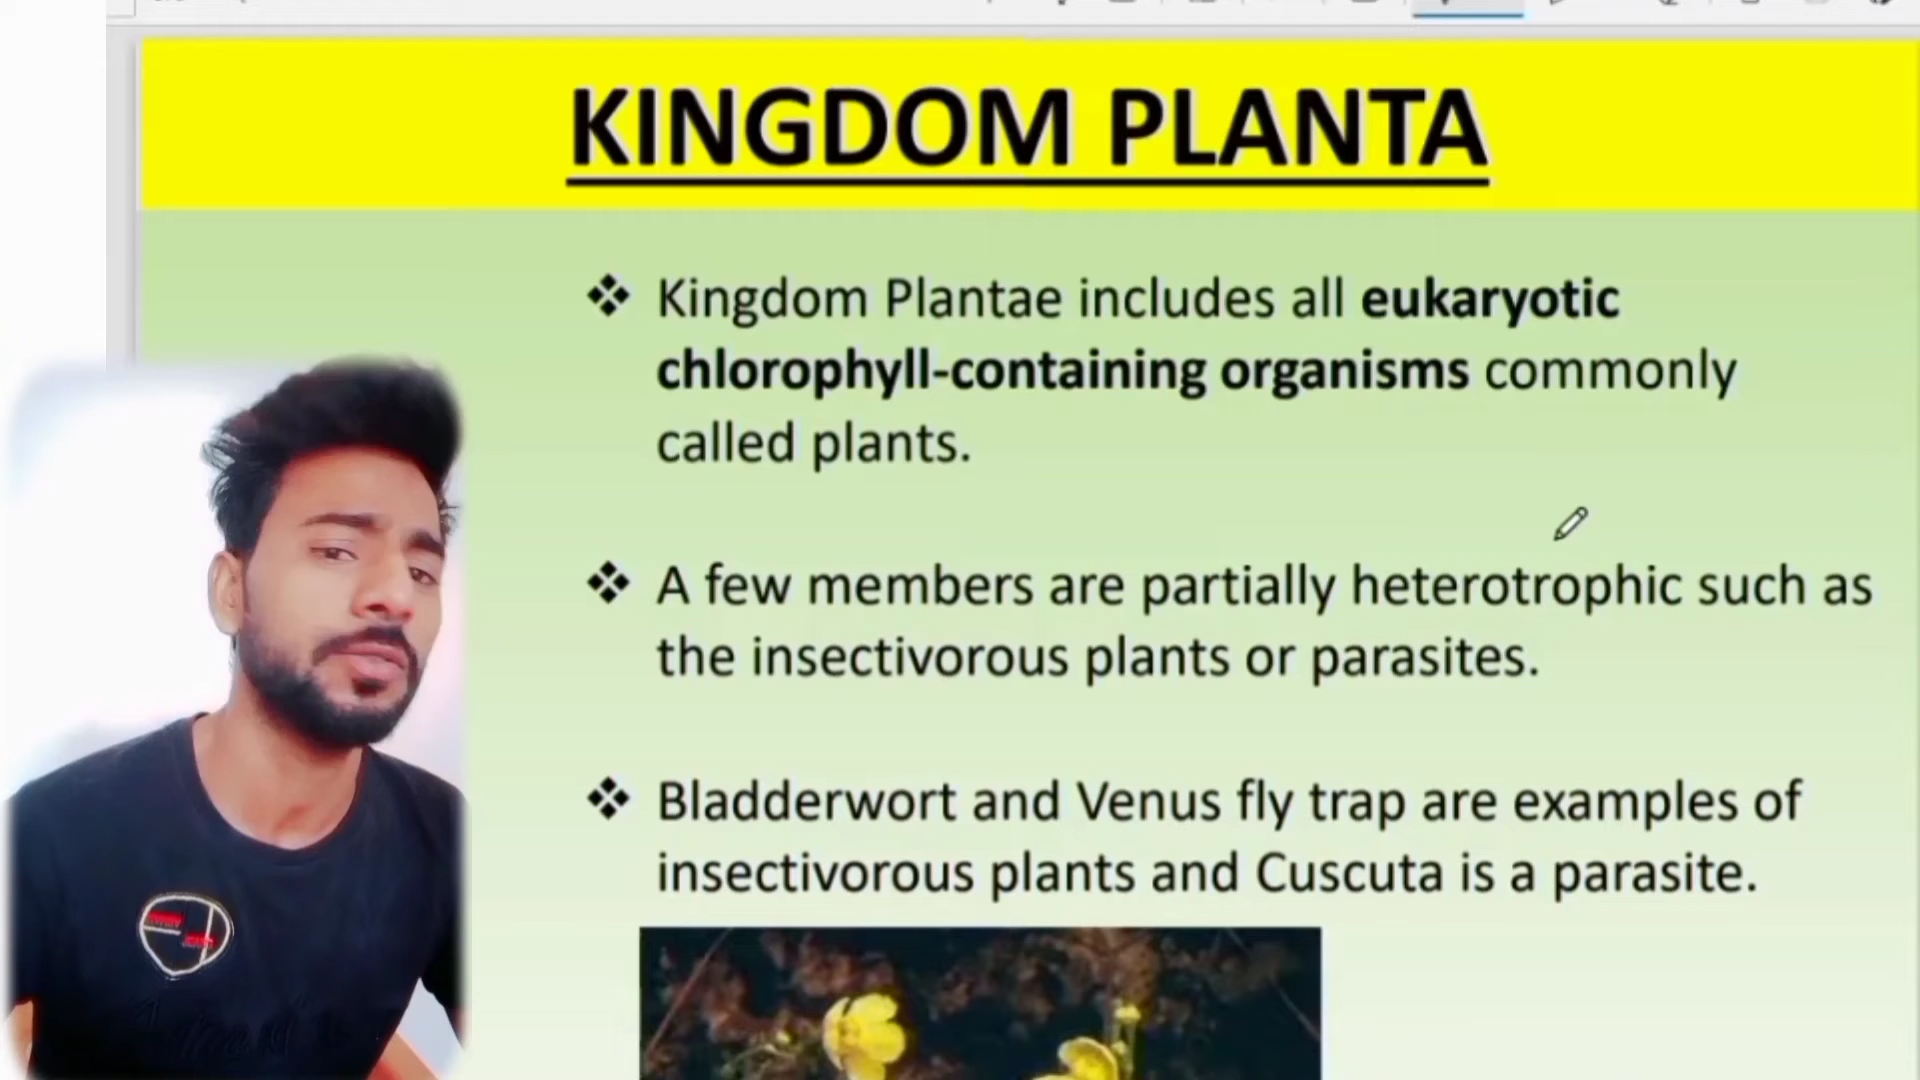 KINGDOM PLANTA
❖ Kingdom Plantae includes all eukaryotic
chlorophyll-containing organisms commonly
called plants.
❖ A few members are partially heterotrophic such as
the insectivorous plants or parasites.
❖ Bladderwort and Venus fly trap are examples of
insectivorous plants and Cuscuta is a parasite.